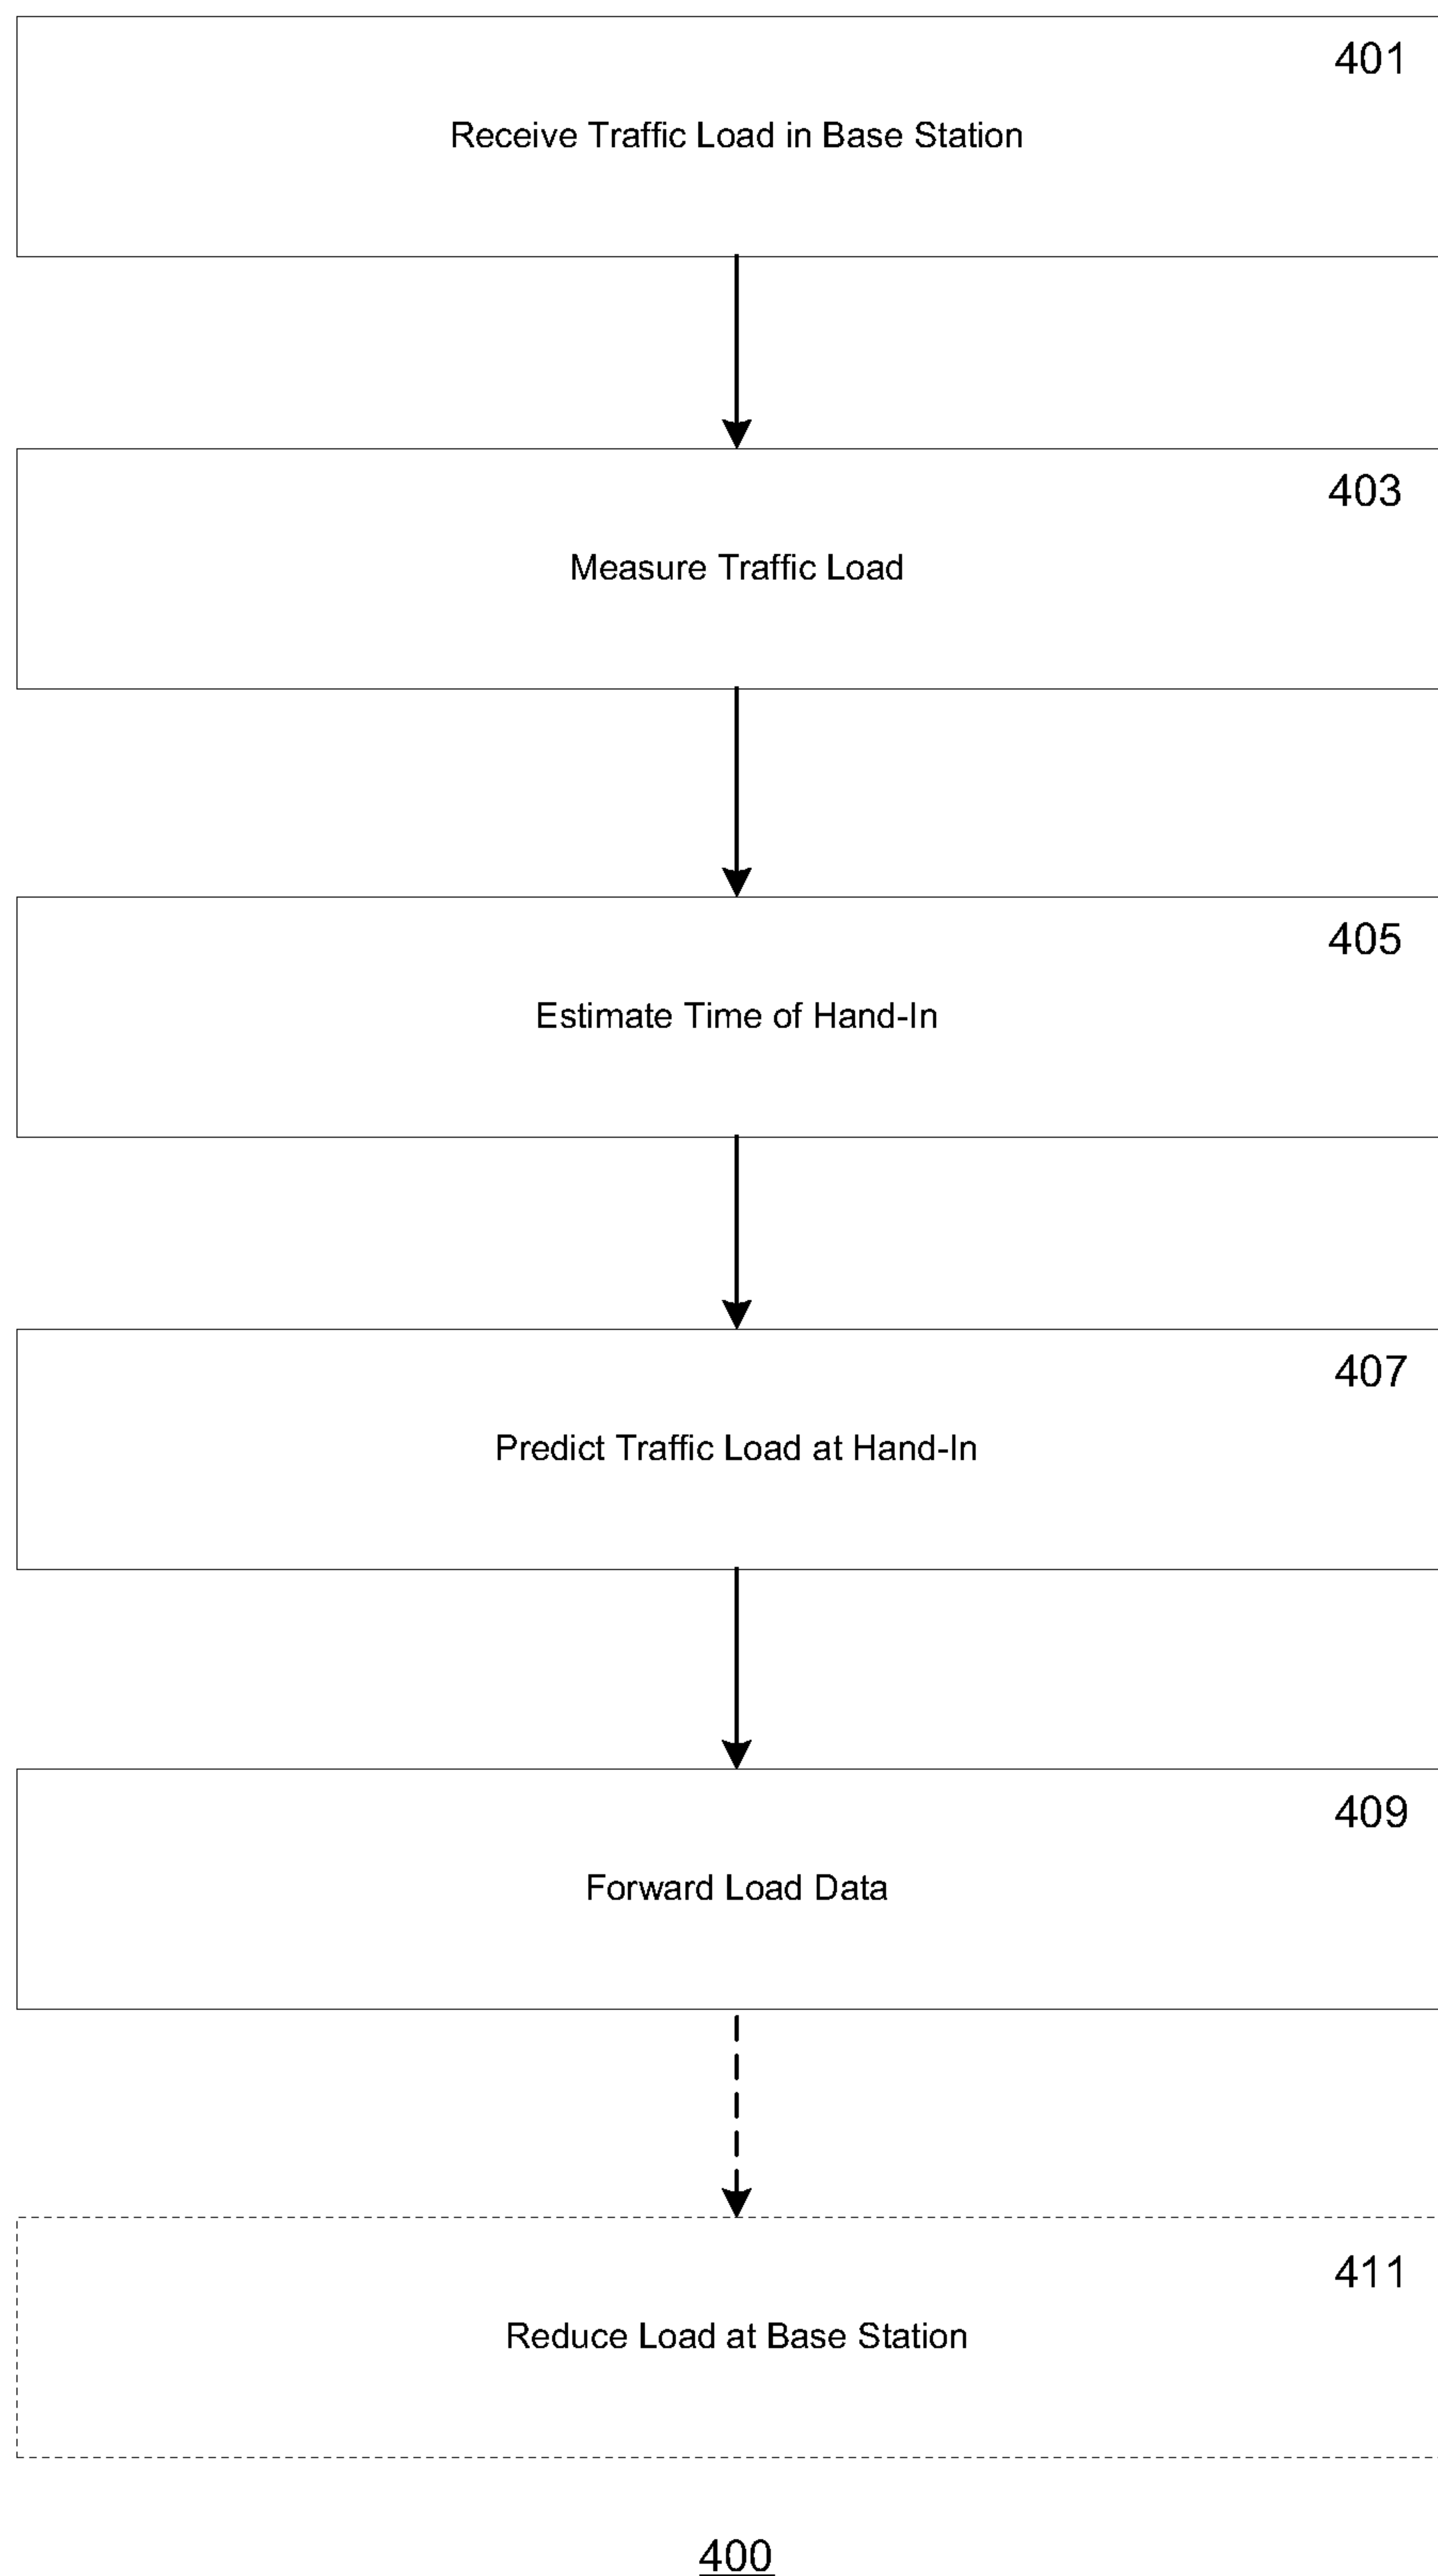 401
Receive Traffic Load in Base Station
403
Measure Traffic Load
405
Estimate Time of Hand-In
407
Predict Traffic Load at Hand-In
409
Forward Load Data
411
Reduce Load at Base Station
400